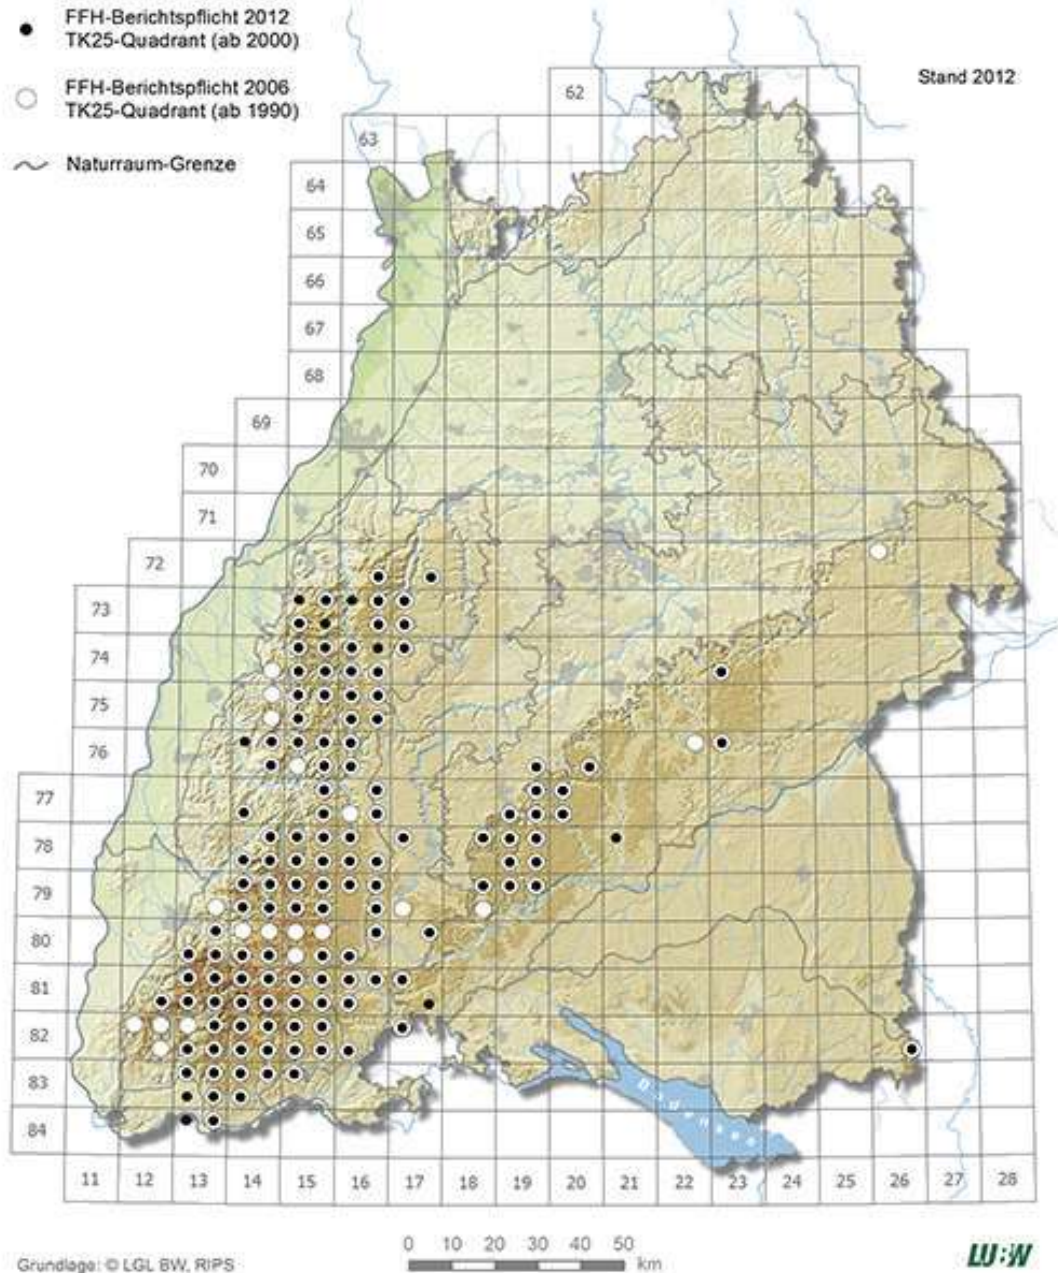 FFH-Berichtspflicht 2012
TK25-Quadrant (ab 2000)
FFH-Berichtspflicht 2006
TK25-Quadrant (ab 1990)
Naturraum-Grenze
Stand 2012
62
63
64
65
66
67
68
69
70
71
72
73
74
75
76
77
78
79
80
81
82
83
84
Bodensee
11 12 13 14 15 16 17 18 19 20 21 22 23 24 25 26 27 28
0 10 20 30 40 50
km
Grundlage: © LGL BW, RIPS
LU:W